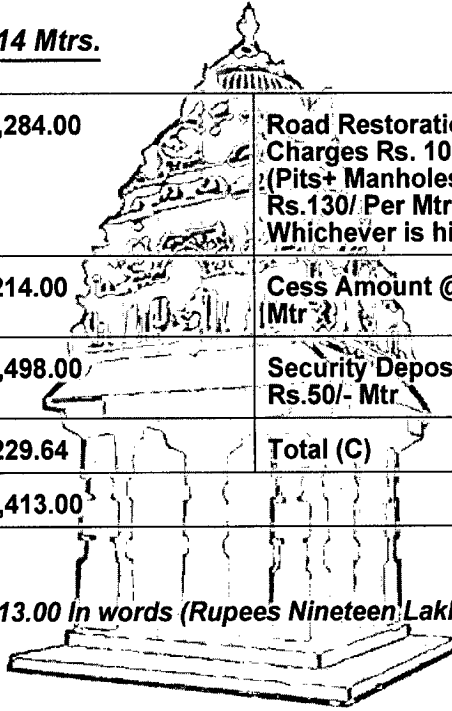 14 Mtrs.
,284.00
Road Restoratio
Charges Rs. 10
(Pits+ Manholes
Rs.130/ Per Mtr
Whichever is hi
214.00
Cess Amount @
Mtr
,498.00
Security Depos
Rs.50/- Mtr
229.64
Total (C)
,413.00
13.00 In words (Rupees Nineteen Lakh